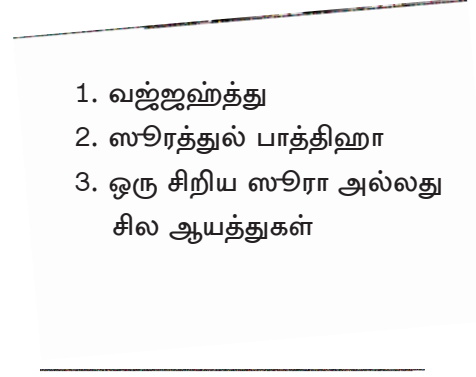 1. வஜ்ஜஹ்த்து
2. ஸூரத்துல் பாத்திஹா
3. ஒரு சிறிய ஸூரா அல்லது
சில ஆயத்துகள்